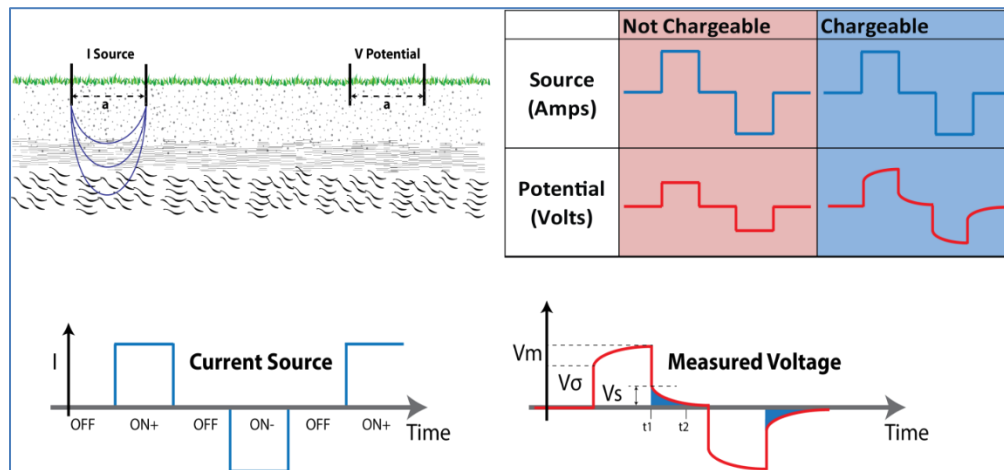 I Source
V Potential
a
a
Not Chargeable
Chargeable
Source
(Amps)
Potential
(Volts)
I
Current Source
OFF
ON+
OFF
ON-
OFF
ON+
Time
Measured Voltage
Vm
Vσ
Vs
t1
t2
Time